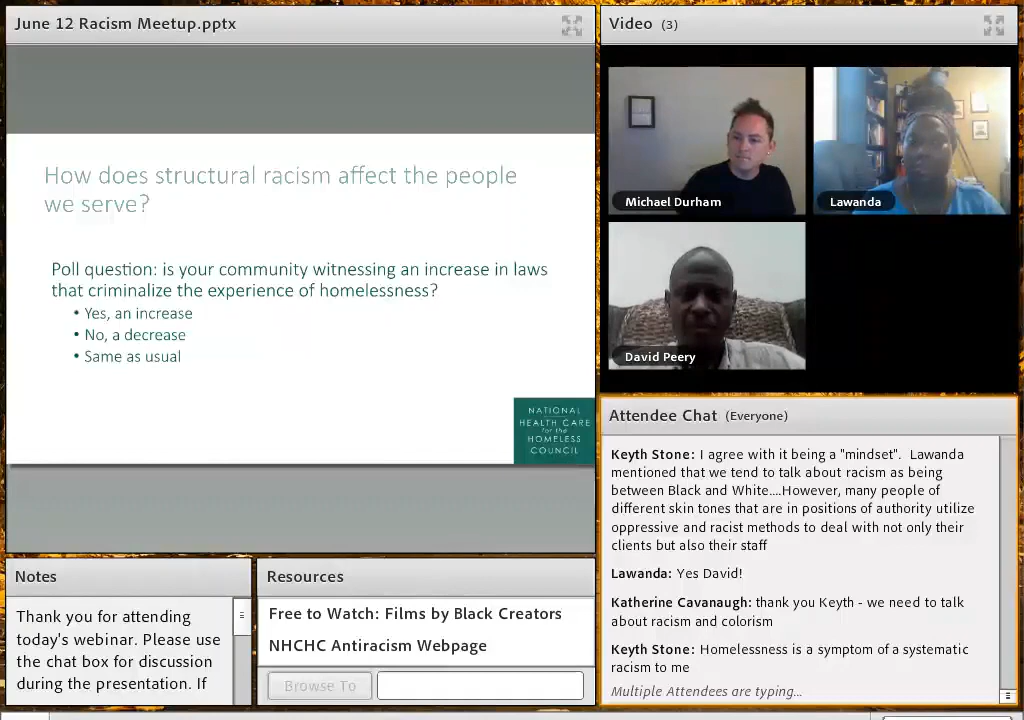 June 12 Racism Meetup.pptx
How does structural racism affect the people
we serve?
Poll question: is your community witnessing an increase in laws
that criminalize the experience of homelessness?
• Yes, an increase
• No, a decrease
• Same as usual
NATIONAL
HEALTH CARE
for the
HOMELESS
COUNCIL
Video (3)
Michael Durham
Lawanda
David Peery
Attendee Chat (Everyone)
Keyth Stone: I agree with it being a "mindset". Lawanda
mentioned that we tend to talk about racism as being
between Black and White....However, many people of
different skin tones that are in positions of authority utilize
oppressive and racist methods to deal with not only their
clients but also their staff
Lawanda: Yes David!
Katherine Cavanaugh: thank you Keyth - we need to talk
about racism and colorism
Keyth Stone: Homelessness is a symptom of a systematic
racism to me
Multiple Attendees are typing...
Notes
Thank you for attending
today's webinar. Please use
the chat box for discussion
during the presentation. If
Resources
Free to Watch: Films by Black Creators
NHCHC Antiracism Webpage
Browse To